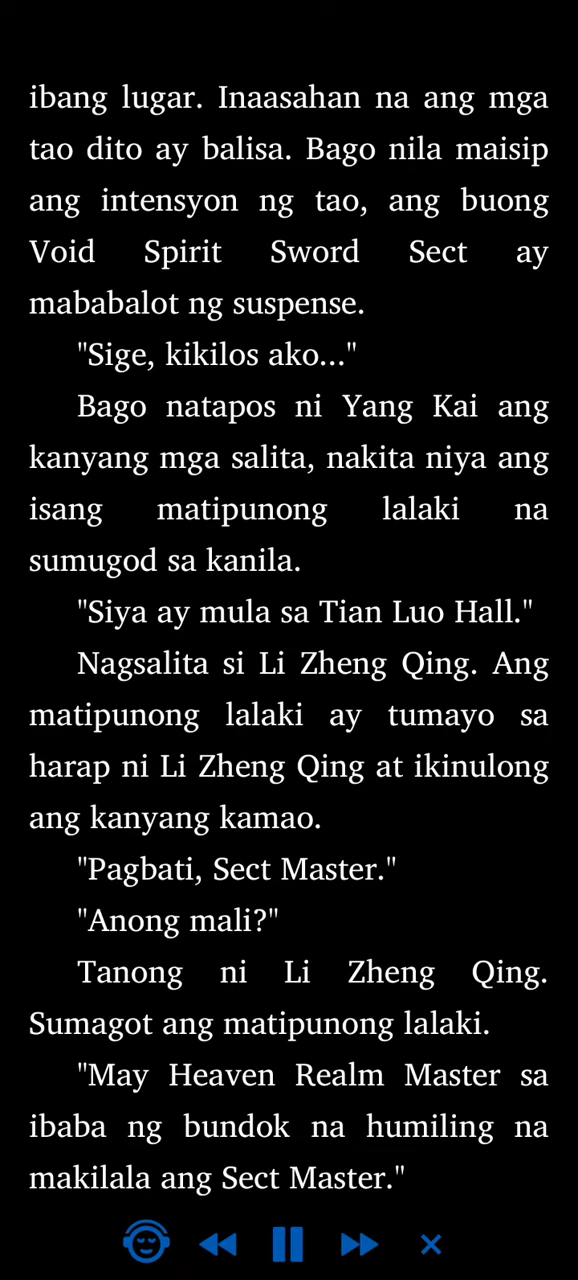 ibang lugar. Inaasahan na ang mga
tao dito ay balisa. Bago nila maisip
ang intensyon ng tao, ang buong
Void Spirit Sword Sect ay
mababalot ng suspense.
"Sige, kikilos ako..."
Bago natapos ni Yang Kai ang
kanyang mga salita, nakita niya ang
isang matipunong lalaki na
sumugod sa kanila.
"Siya ay mula sa Tian Luo Hall."
Nagsalita si Li Zheng Qing. Ang
matipunong lalaki ay tumayo sa
harap ni Li Zheng Qing at ikinulong
ang kanyang kamao.
"Pagbati, Sect Master."
"Anong mali?"
Tanong ni Li Zheng Qing.
Sumagot ang matipunong lalaki.
"May Heaven Realm Master sa
ibaba ng bundok na humiling na
makilala ang Sect Master."